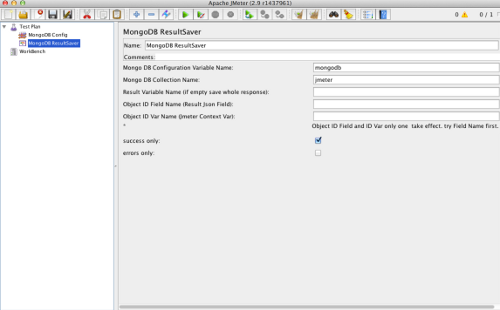 Apache JMeter (2.9 r1437961)
0 / 1
Test Plan
MongoDB Config
MongoDB ResultSaver
WorkBench
MongoDB ResultSaver
Name: MongoDB ResultSaver
Comments:
Mongo DB Configuration Variable Name: mongodb
Mongo DB Collection Name: jmeter
Result Variable Name (if empty save whole response):
Object ID Field Name (Result Json Field):
Object ID Var Name (Jmeter Context Var):
* Object ID Field and ID Var only one take effect. try Field Name first.
success only:
errors only: